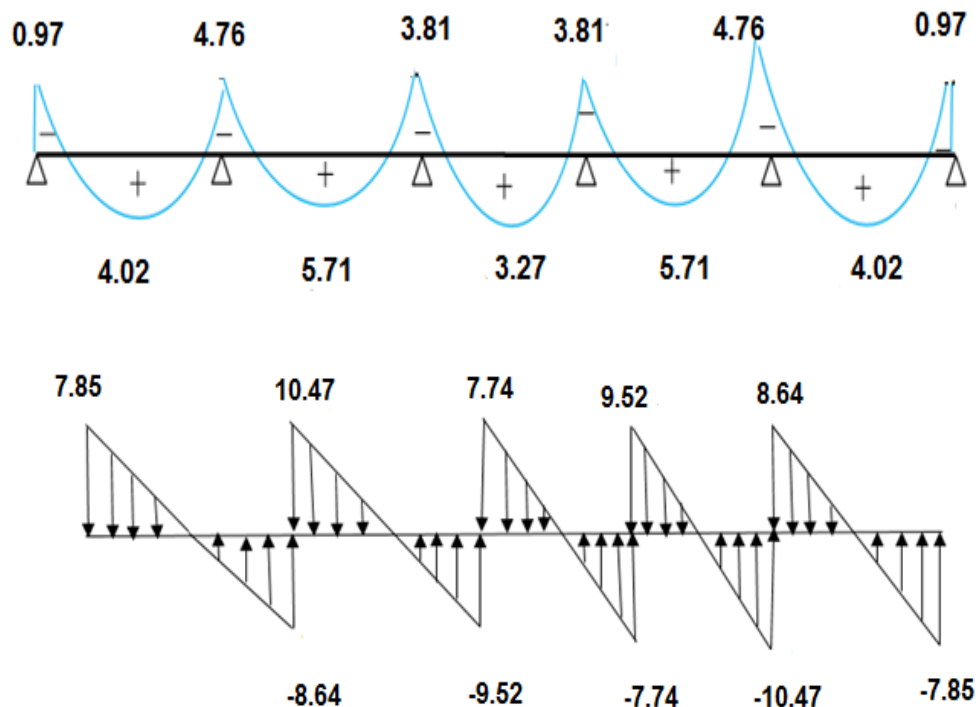 0.97 4.76 3.81 3.81 4.76 0.97
− − − − − −
+ + + + +
4.02 5.71 3.27 5.71 4.02
7.85 10.47 7.74 9.52 8.64
-8.64 -9.52 -7.74 -10.47 -7.85